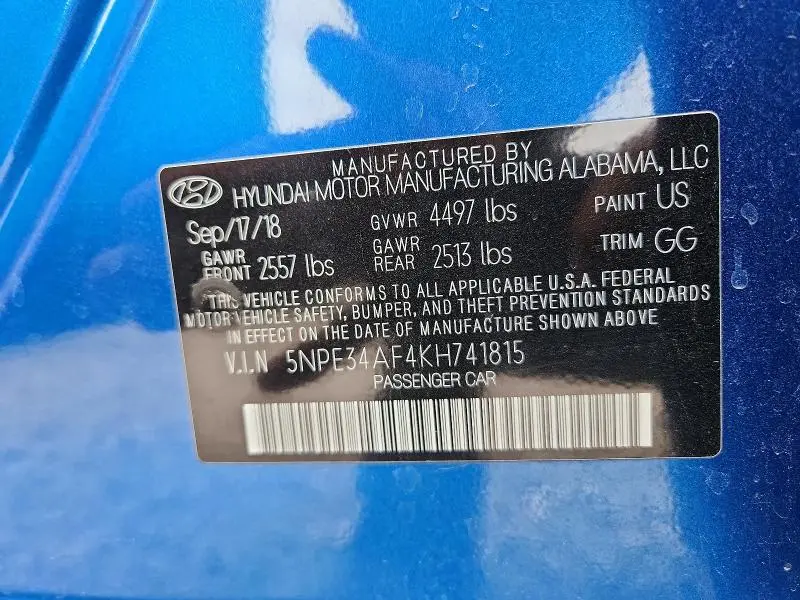 MANUFACTURED BY
HYUNDAI MOTOR MANUFACTURING ALABAMA, LLC
Sep/17/18 GVWR 4497 lbs PAINT US
GAWR FRONT 2557 lbs GAWR REAR 2513 lbs TRIM GG
THIS VEHICLE CONFORMS TO ALL APPLICABLE U.S.A. FEDERAL
MOTOR VEHICLE SAFETY, BUMPER, AND THEFT PREVENTION STANDARDS
IN EFFECT ON THE DATE OF MANUFACTURE SHOWN ABOVE
V.I.N 5NPE34AF4KH741815
PASSENGER CAR